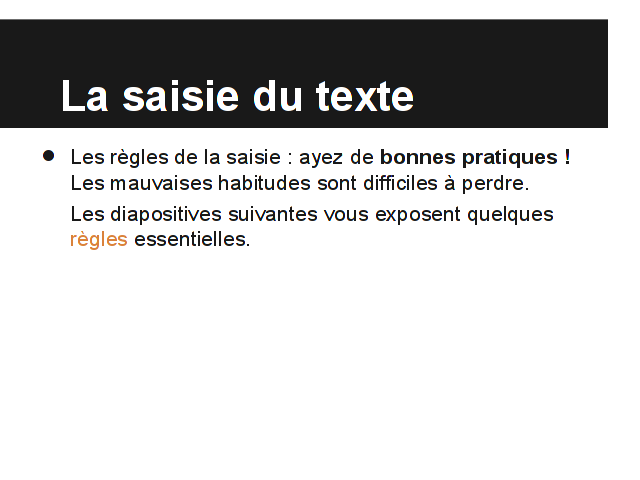 La saisie du texte
• Les règles de la saisie : ayez de bonnes pratiques !
Les mauvaises habitudes sont difficiles à perdre.
Les diapositives suivantes vous exposent quelques
règles essentielles.